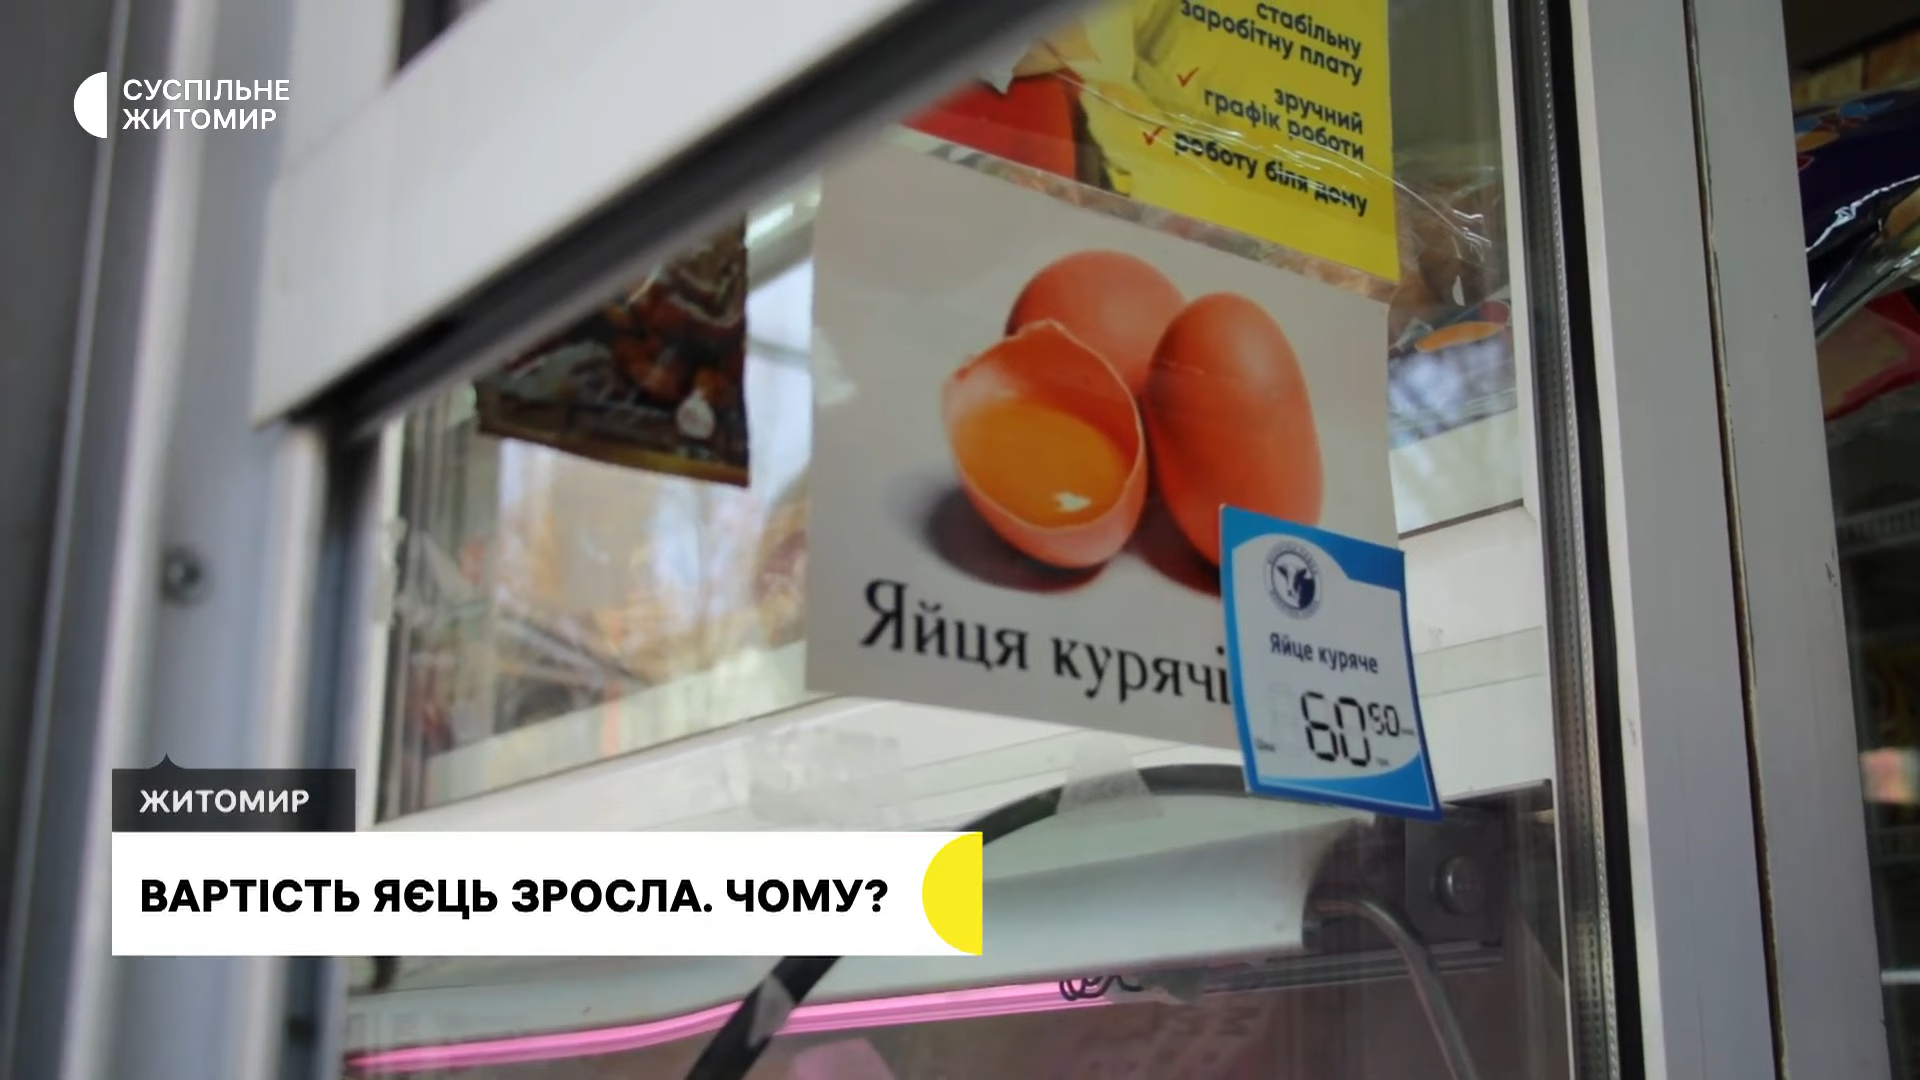 СУСПІЛЬНЕ
ЖИТОМИР
стабільну
заробітну плату
✓ зручний
графік роботи
✓ роботу біля дому
Яйця курячі
Яйце куряче
60 50
ЖИТОМИР
ВАРТІСТЬ ЯЄЦЬ ЗРОСЛА. ЧОМУ?